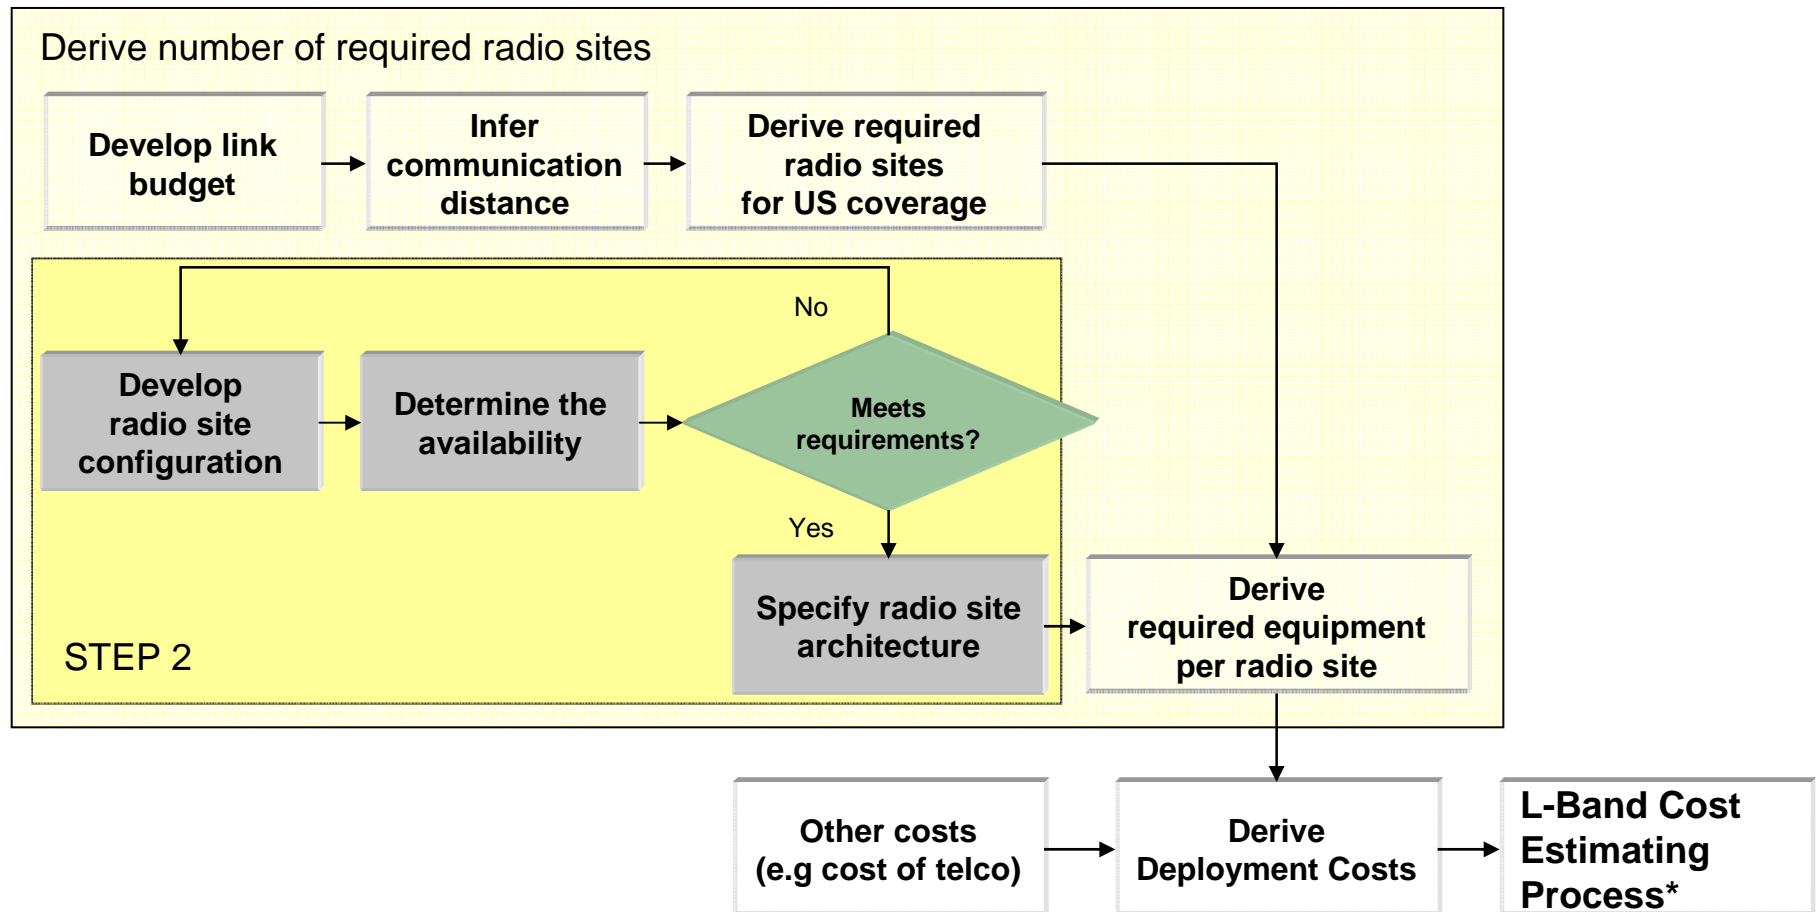 Derive number of required radio sites
Develop link
budget
Infer
communication
distance
Derive required
radio sites
for US coverage
No
Develop
radio site
configuration
Determine the
availability
Meets
requirements?
Yes
Specify radio site
architecture
Derive
required equipment
per radio site
STEP 2
Other costs
(e.g cost of telco)
Derive
Deployment Costs
L-Band Cost
Estimating
Process*